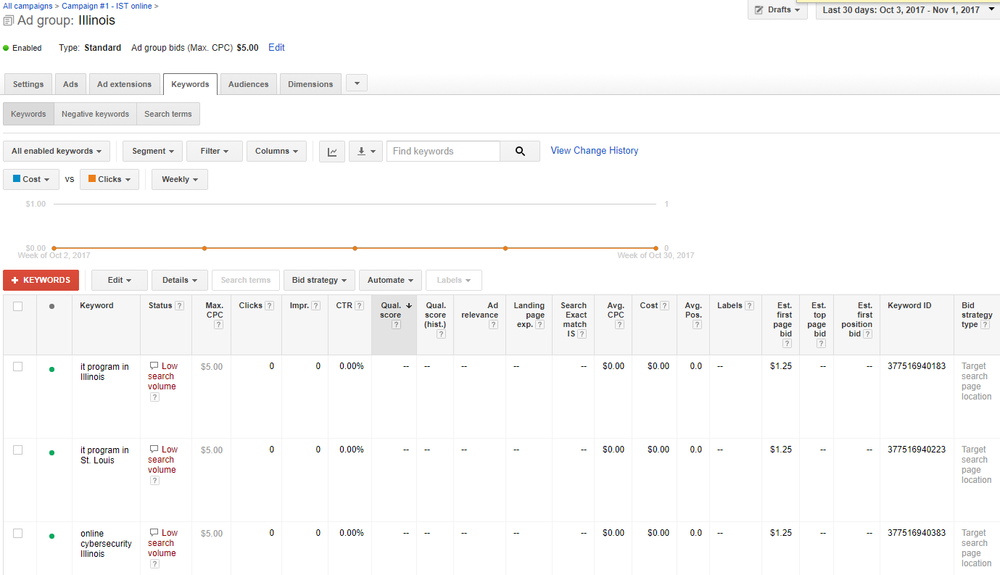 All campaigns > Campaign #1 - IST online >
Ad group: Illinois
Drafts
Last 30 days: Oct 3, 2017 - Nov 1, 2017
Enabled Type: Standard Ad group bids (Max. CPC) $5.00 Edit
Settings Ads Ad extensions Keywords Audiences Dimensions
Keywords Negative keywords Search terms
All enabled keywords Segment Filter Columns Find keywords View Change History
Cost vs Clicks Weekly
$1.00 1
$0.00 0
Week of Oct 2, 2017 Week of Oct 30, 2017
+ KEYWORDS Edit Details Search terms Bid strategy Automate Labels
Keyword Status ? Max. Clicks ? Impr. ? CTR ? Qual. Qual. Ad Landing Search Avg. Cost ? Avg. Labels ? Est. Est. Est. Keyword ID Bid
CPC score score relevance page Exact CPC Pos. first top first strategy
? ? (hist.) ? exp. ? match ? ? page page position type ?
? IS ? bid bid bid ?
? ?
it program in Low $5.00 0 0 0.00% -- -- -- -- -- $0.00 $0.00 0.0 -- $1.25 -- -- 377516940183 Target
Illinois search search
volume page
? location
it program in Low $5.00 0 0 0.00% -- -- -- -- -- $0.00 $0.00 0.0 -- $1.25 -- -- 377516940223 Target
St. Louis search search
volume page
? location
online Low $5.00 0 0 0.00% -- -- -- -- -- $0.00 $0.00 0.0 -- $1.25 -- -- 377516940383 Target
cybersecurity search search
Illinois volume page
? location